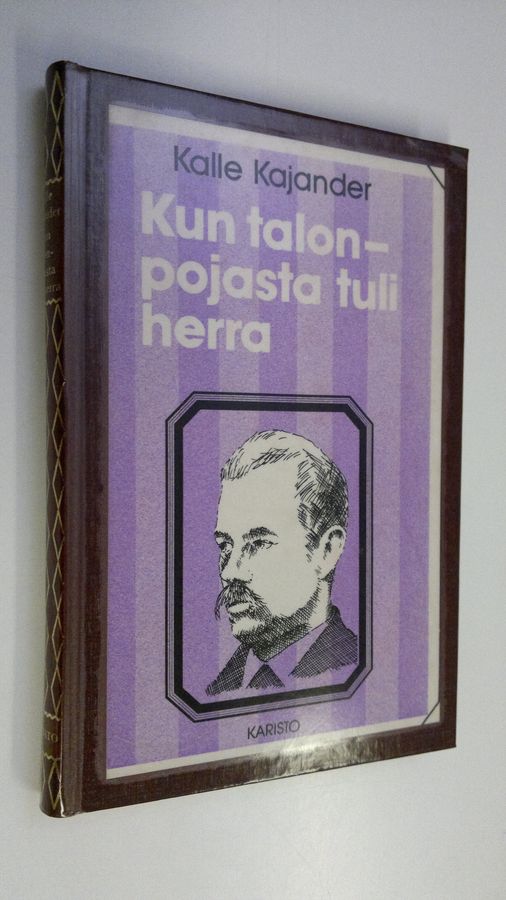 Kalle Kajander
Kun talon-
pojasta tuli
herra
KARISTO